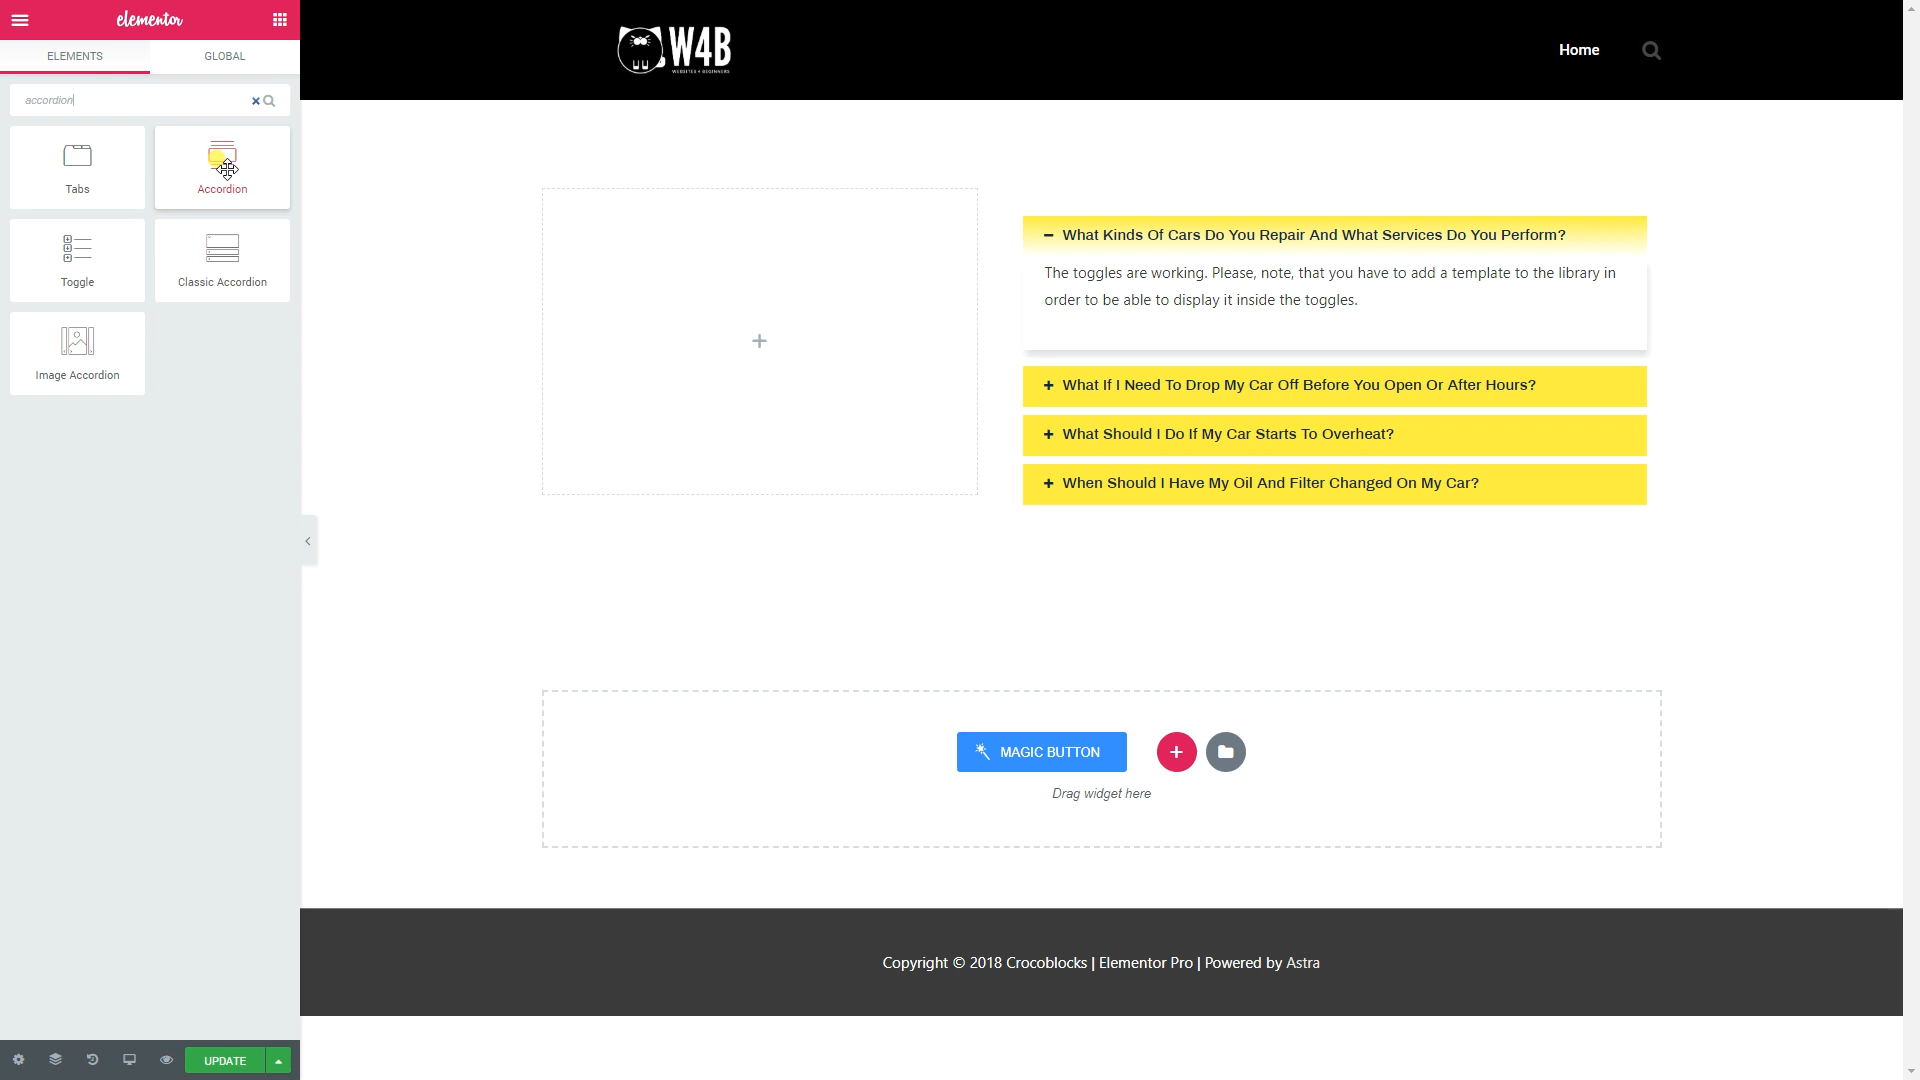 elementor
ELEMENTS
GLOBAL
accordion
Tabs
Accordion
Toggle
Classic Accordion
Image Accordion
UPDATE
W4B
WEBSITES 4 BEGINNERS
Home
− What Kinds Of Cars Do You Repair And What Services Do You Perform?
The toggles are working. Please, note, that you have to add a template to the library in
order to be able to display it inside the toggles.
+ What If I Need To Drop My Car Off Before You Open Or After Hours?
+ What Should I Do If My Car Starts To Overheat?
+ When Should I Have My Oil And Filter Changed On My Car?
MAGIC BUTTON
Drag widget here
Copyright © 2018 Crocoblocks | Elementor Pro | Powered by Astra